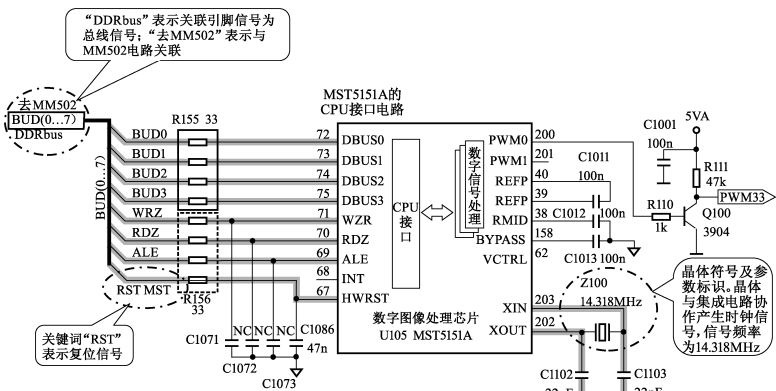 “DDRbus”表示关联引脚信号为
总线信号；“去MM502”表示与
MM502电路关联
去MM502
BUD(0…7)
DDRbus
BUD(0…7)
MST5151A的
CPU接口电路
R155 33
BUD0
BUD1
BUD2
BUD3
WRZ
RDZ
ALE
RST MST
R156
33
72
73
74
75
71
70
69
68
67
DBUS0
DBUS1
DBUS2
DBUS3
WZR
RDZ
ALE
INT
HWRST
CPU
接口
数字信号处理
数字图像处理芯片
U105 MST5151A
PWM0
PWM1
REFP
REFP
RMID
BYPASS
VCTRL
XIN
XOUT
200
201
40
39
38
158
62
203
202
C1011
100n
C1012 100n
C1013 100n
C1001
100n
5VA
R111
47k
PWM33
R110
1k
Q100
3904
Z100
14.318MHz
晶体符号及参
数标识。晶体
与集成电路协
作产生时钟信
号，信号频率
为14.318MHz
关键词“RST”
表示复位信号
NC
NC
NC
C1086
47n
C1071
C1072
C1073
C1102
C1103